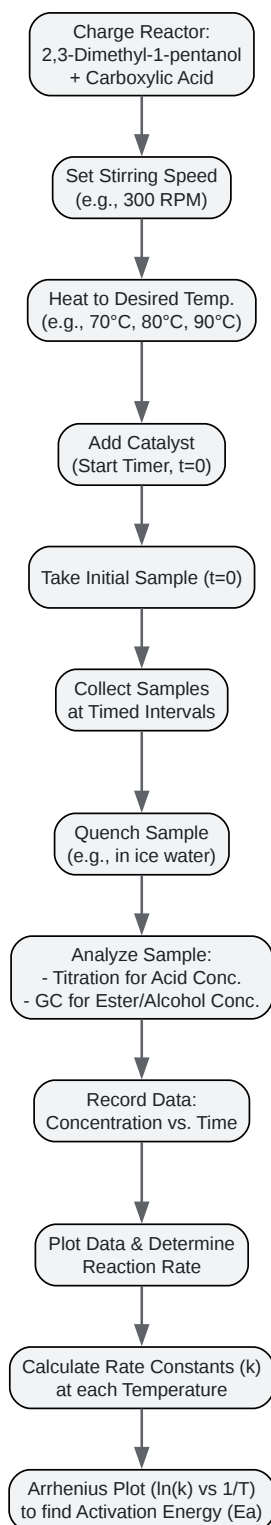 Charge Reactor:
2,3-Dimethyl-1-pentanol
+ Carboxylic Acid
Set Stirring Speed
(e.g., 300 RPM)
Heat to Desired Temp.
(e.g., 70°C, 80°C, 90°C)
Add Catalyst
(Start Timer, t=0)
Take Initial Sample (t=0)
Collect Samples
at Timed Intervals
Quench Sample
(e.g., in ice water)
Analyze Sample:
- Titration for Acid Conc.
- GC for Ester/Alcohol Conc.
Record Data:
Concentration vs. Time
Plot Data & Determine
Reaction Rate
Calculate Rate Constants (k)
at each Temperature
Arrhenius Plot (ln(k) vs 1/T)
to find Activation Energy (Ea)